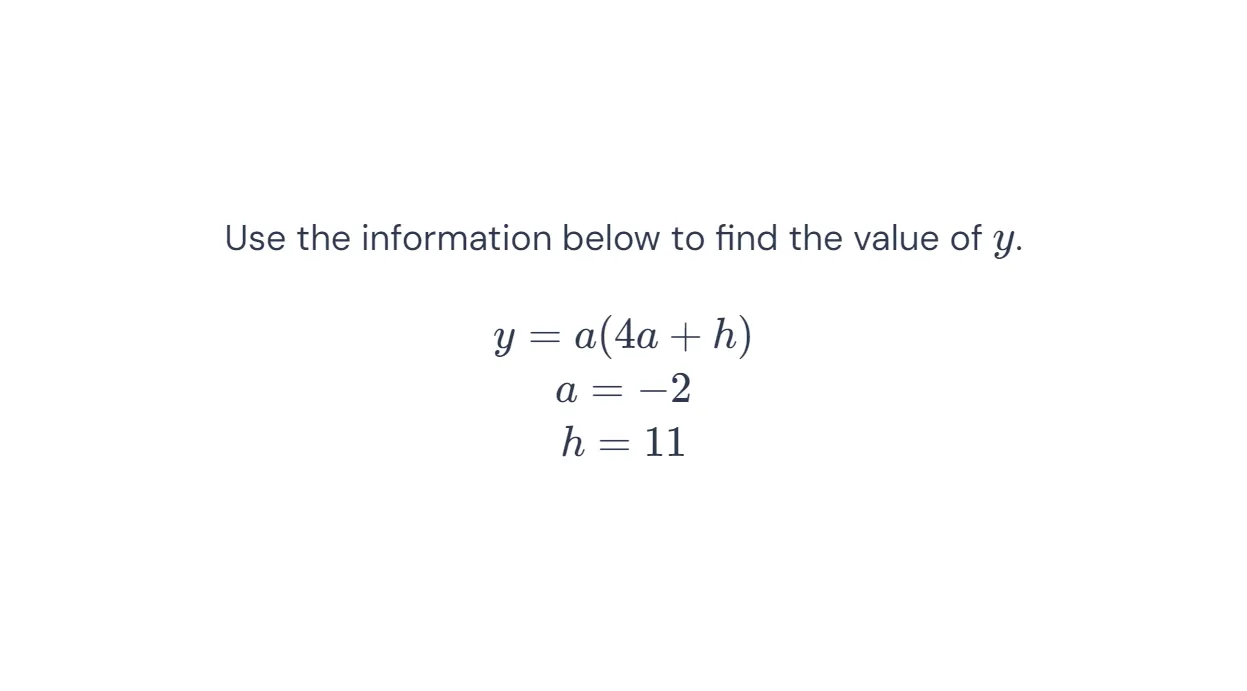 Use the information below to find the value of y.
y = a(4a + h)
a = −2
h = 11